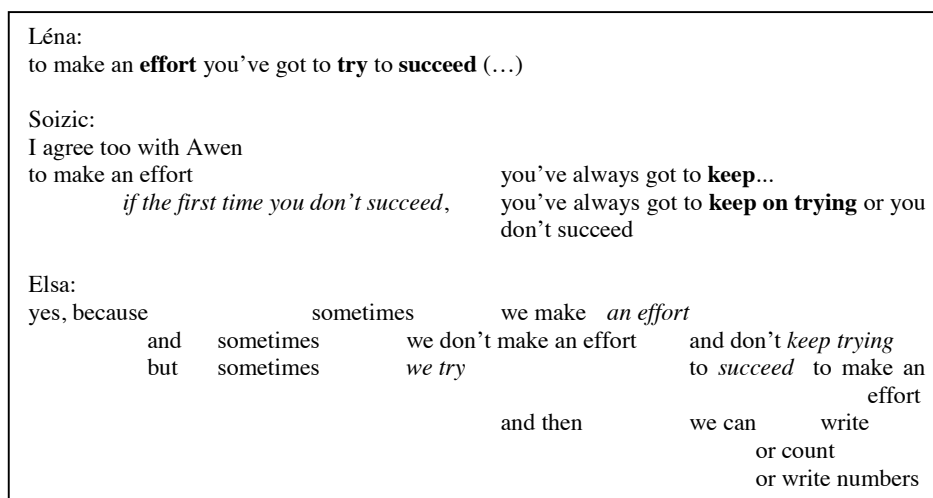 Léna:
to make an effort you’ve got to try to succeed (…)
Soizic:
I agree too with Awen
to make an effort you’ve always got to keep...
if the first time you don’t succeed, you’ve always got to keep on trying or you
don’t succeed
Elsa:
yes, because sometimes we make an effort
and sometimes we don’t make an effort and don’t keep trying
but sometimes we try to succeed to make an
effort
and then we can write
or count
or write numbers